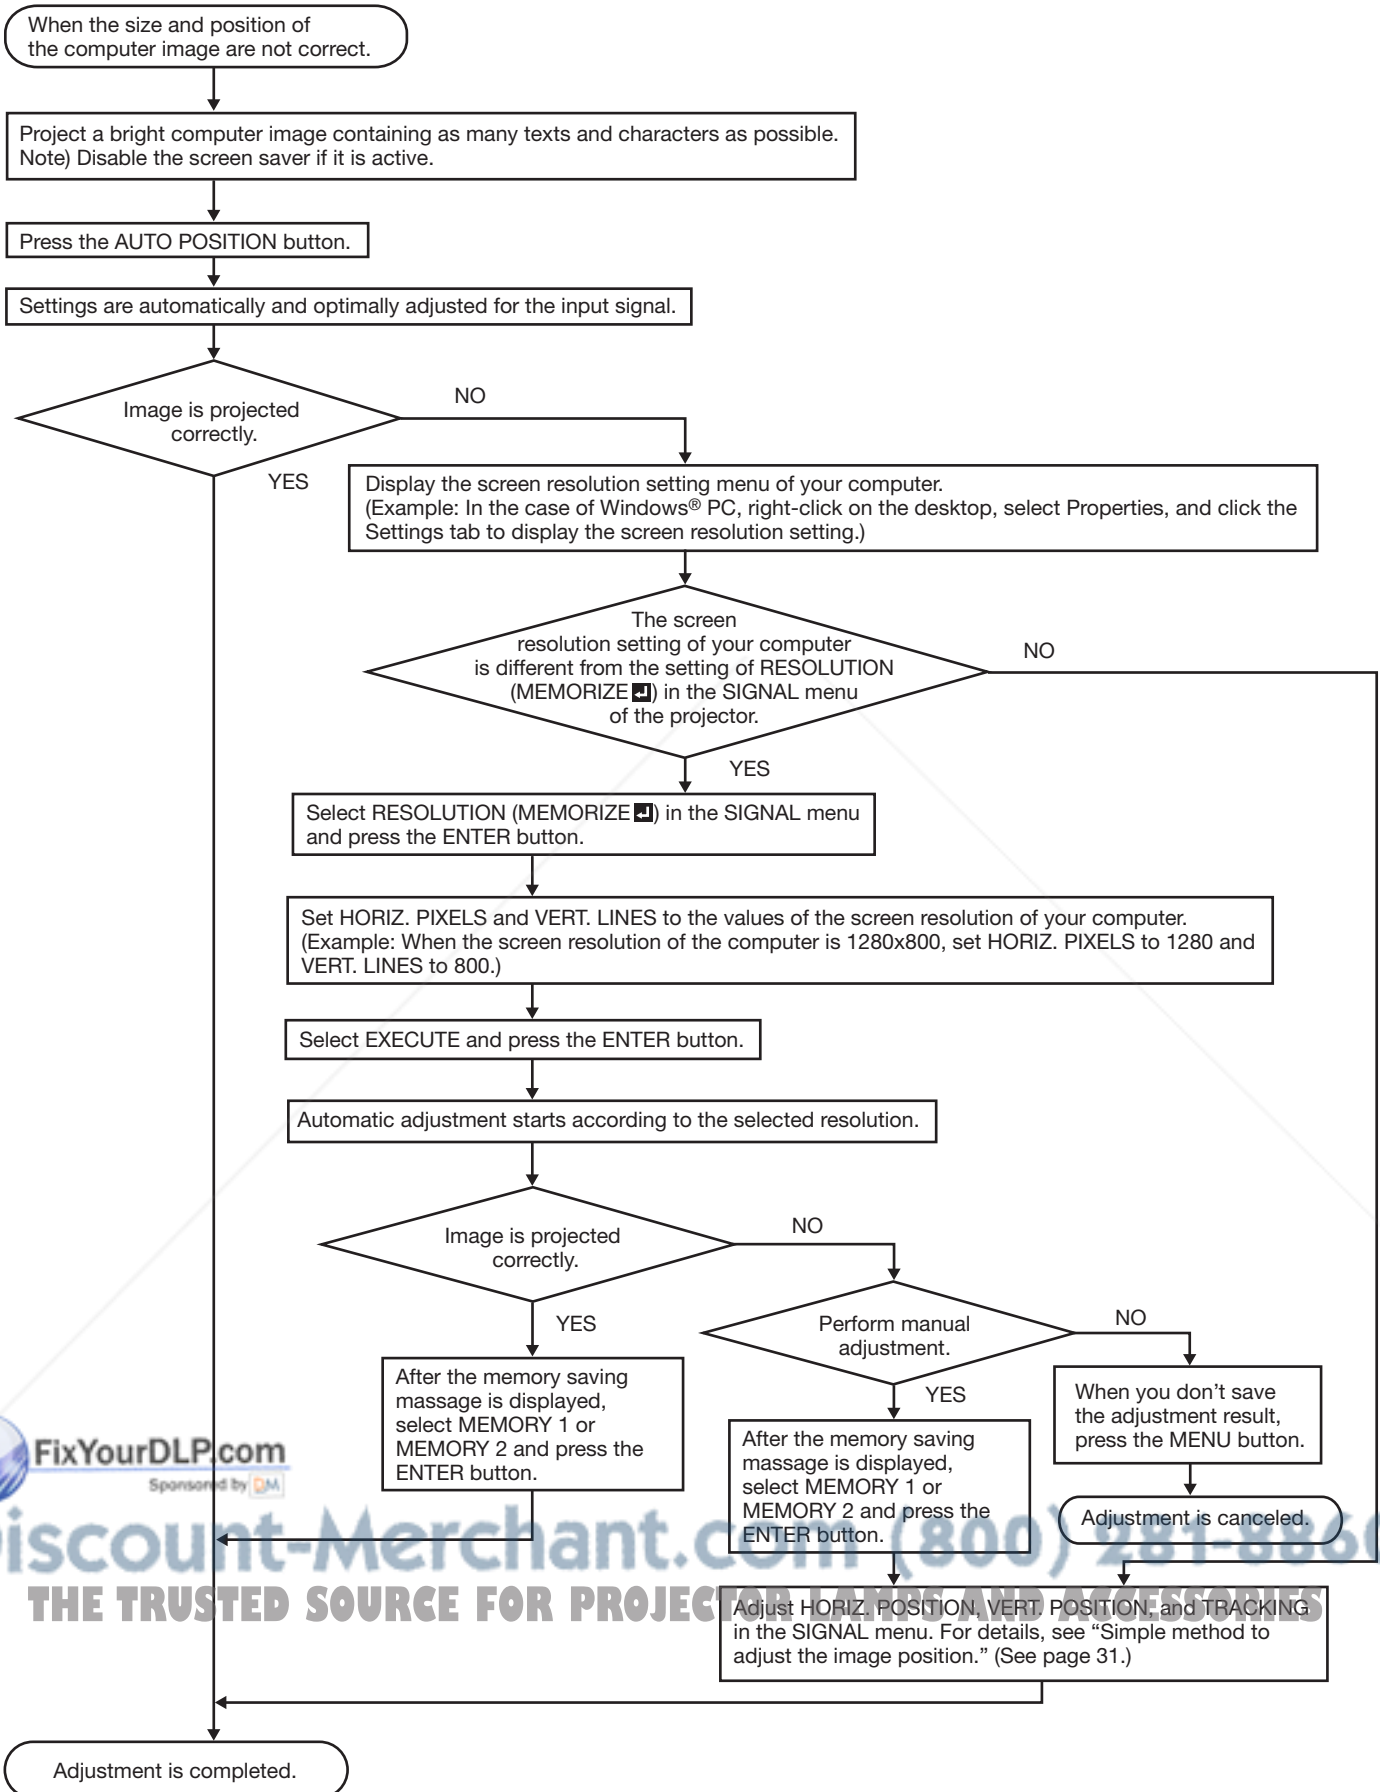 When the size and position of
the computer image are not correct.
Project a bright computer image containing as many texts and characters as possible.
Note) Disable the screen saver if it is active.
Press the AUTO POSITION button.
Settings are automatically and optimally adjusted for the input signal.
Image is projected
correctly.
NO
YES
Display the screen resolution setting menu of your computer.
(Example: In the case of Windows® PC, right-click on the desktop, select Properties, and click the
Settings tab to display the screen resolution setting.)
The screen
resolution setting of your computer
is different from the setting of RESOLUTION
(MEMORIZE ↵) in the SIGNAL menu
of the projector.
NO
YES
Select RESOLUTION (MEMORIZE ↵) in the SIGNAL menu
and press the ENTER button.
Set HORIZ. PIXELS and VERT. LINES to the values of the screen resolution of your computer.
(Example: When the screen resolution of the computer is 1280x800, set HORIZ. PIXELS to 1280 and
VERT. LINES to 800.)
Select EXECUTE and press the ENTER button.
Automatic adjustment starts according to the selected resolution.
Image is projected
correctly.
NO
YES
Perform manual
adjustment.
NO
YES
After the memory saving
massage is displayed,
select MEMORY 1 or
MEMORY 2 and press the
ENTER button.
After the memory saving
massage is displayed,
select MEMORY 1 or
MEMORY 2 and press the
ENTER button.
When you don't save
the adjustment result,
press the MENU button.
Adjustment is canceled.
FixYourDLP.com
Sponsored by DM
iscount-Merchant.com (800) 281-886
THE TRUSTED SOURCE FOR PROJECTOR LAMPS AND ACCESSORIES
Adjust HORIZ. POSITION, VERT. POSITION, and TRACKING
in the SIGNAL menu. For details, see “Simple method to
adjust the image position.” (See page 31.)
Adjustment is completed.